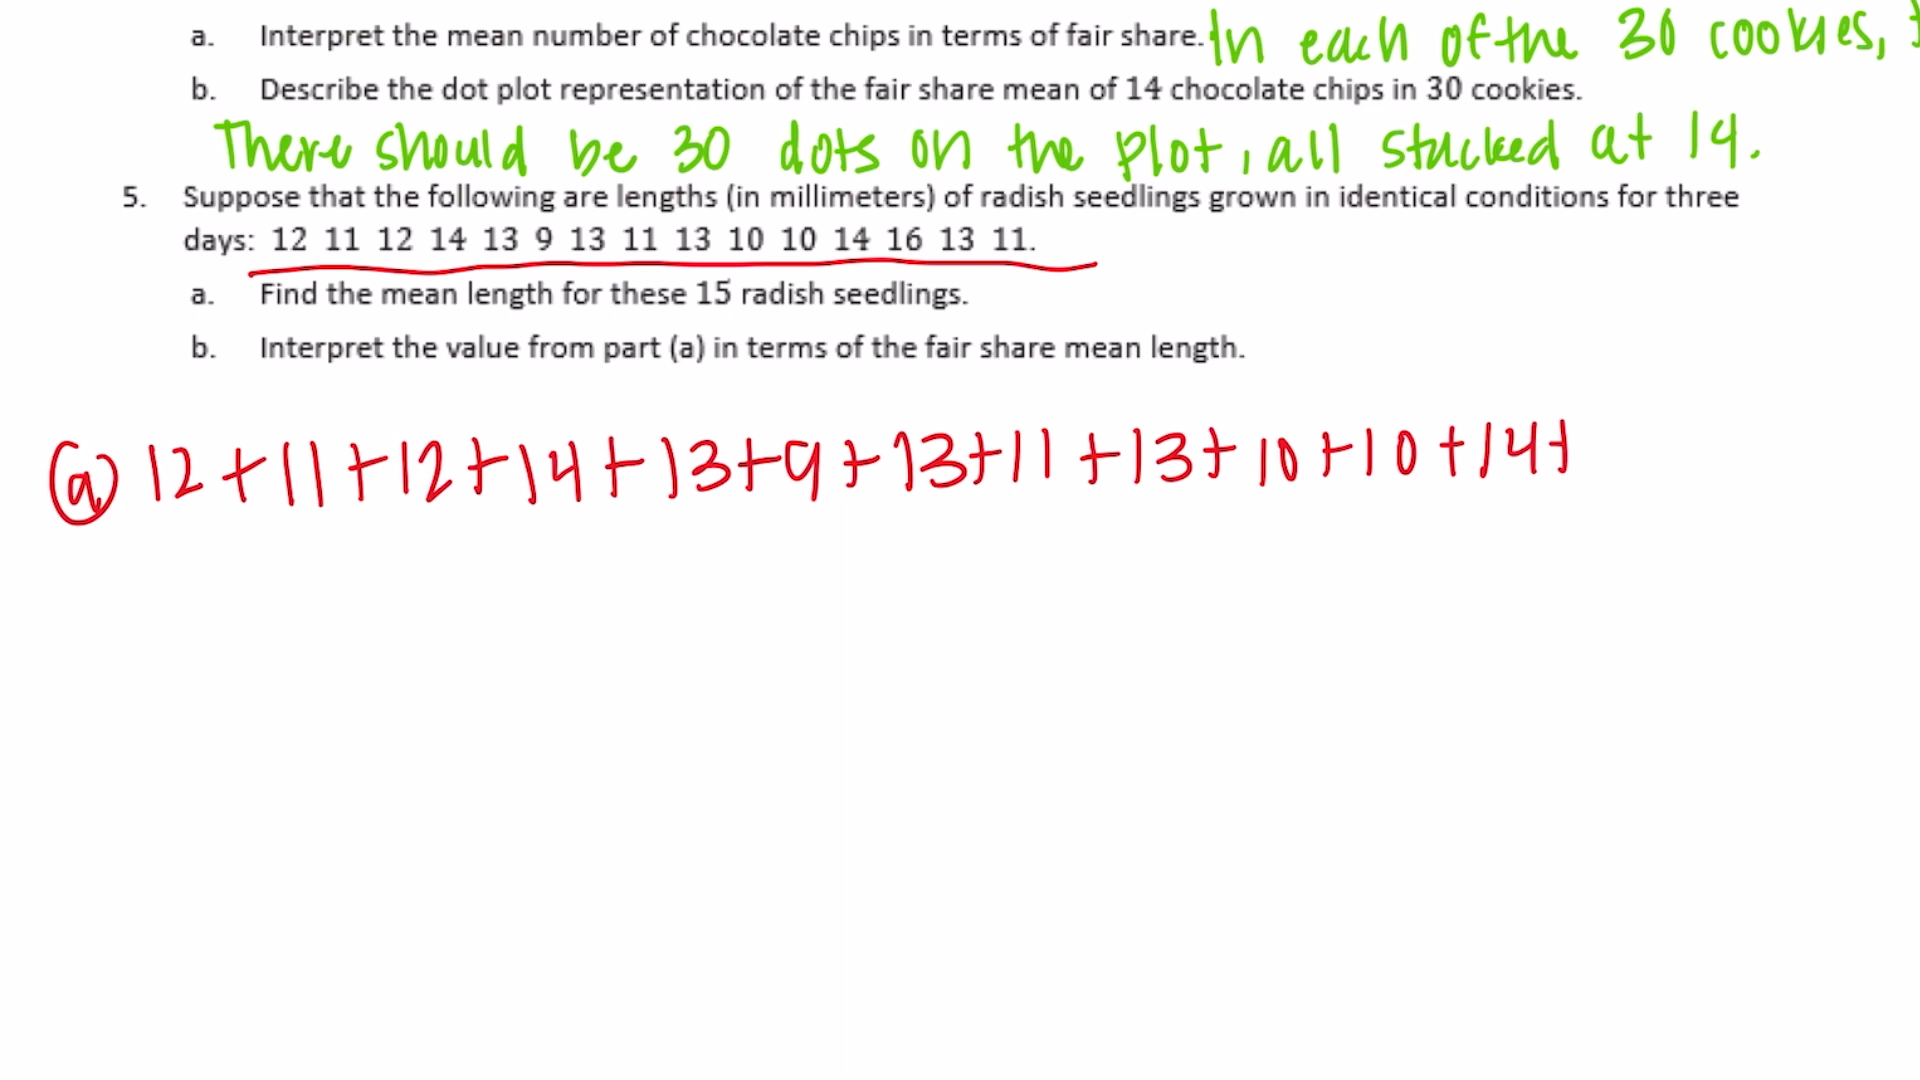 a. Interpret the mean number of chocolate chips in terms of fair share. In each of the 30 cookies,
b. Describe the dot plot representation of the fair share mean of 14 chocolate chips in 30 cookies.
There should be 30 dots on the plot, all stacked at 14.
5. Suppose that the following are lengths (in millimeters) of radish seedlings grown in identical conditions for three
days: 12 11 12 14 13 9 13 11 13 10 10 14 16 13 11.
a. Find the mean length for these 15 radish seedlings.
b. Interpret the value from part (a) in terms of the fair share mean length.
(a) 12+11+12+14+13+9+13+11+13+10+10+14+